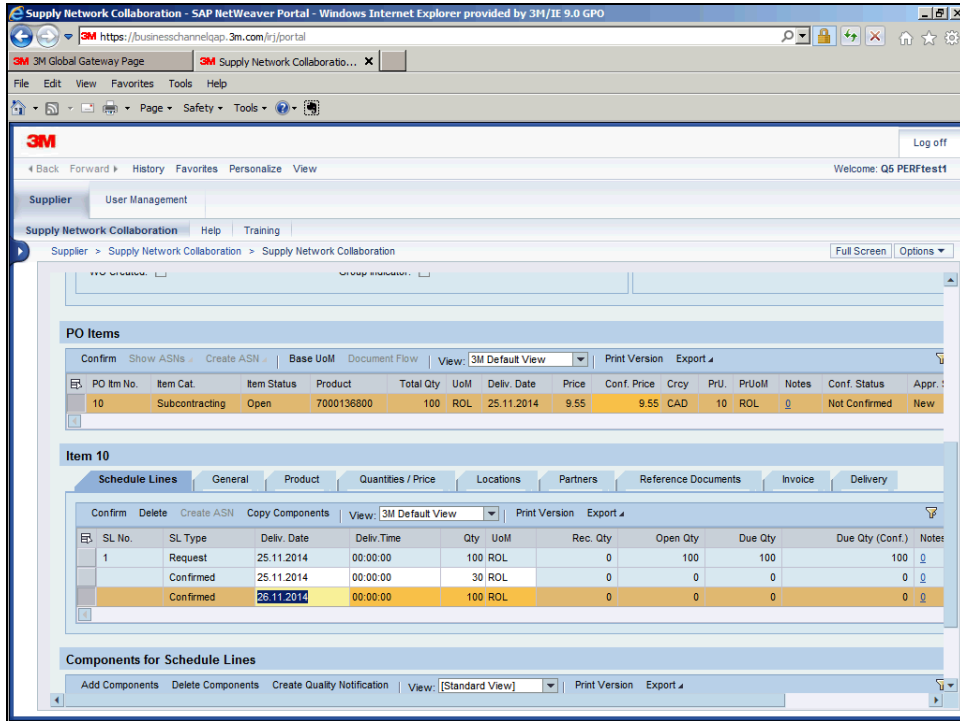 Supply Network Collaboration - SAP NetWeaver Portal - Windows Internet Explorer provided by 3M/IE 9.0 GPO
3M https://businesschannelqap.3m.com/irj/portal
3M 3M Global Gateway Page 3M Supply Network Collaboratio... X
File Edit View Favorites Tools Help
Page Safety Tools
3M Log off
Back Forward History Favorites Personalize View Welcome: Q5 PERFtest1
Supplier User Management
Supply Network Collaboration Help Training
Supplier > Supply Network Collaboration > Supply Network Collaboration Full Screen Options
WO Created: Group Indicator:
PO Items
Confirm Show ASNs Create ASN Base UoM Document Flow View: 3M Default View Print Version Export
PO Itm No. Item Cat. Item Status Product Total Qty UoM Deliv. Date Price Conf. Price Crcy PrU. PrUoM Notes Conf. Status Appr.
10 Subcontracting Open 7000136800 100 ROL 25.11.2014 9.55 9.55 CAD 10 ROL 0 Not Confirmed New
Item 10
Schedule Lines General Product Quantities / Price Locations Partners Reference Documents Invoice Delivery
Confirm Delete Create ASN Copy Components View: 3M Default View Print Version Export
SL No. SL Type Deliv. Date Deliv.Time Qty UoM Rec. Qty Open Qty Due Qty Due Qty (Conf.) Notes
1 Request 25.11.2014 00:00:00 100 ROL 0 100 100 100 0
Confirmed 25.11.2014 00:00:00 30 ROL 0 0 0 0 0
Confirmed 26.11.2014 00:00:00 100 ROL 0 0 0 0 0
Components for Schedule Lines
Add Components Delete Components Create Quality Notification View: [Standard View] Print Version Export